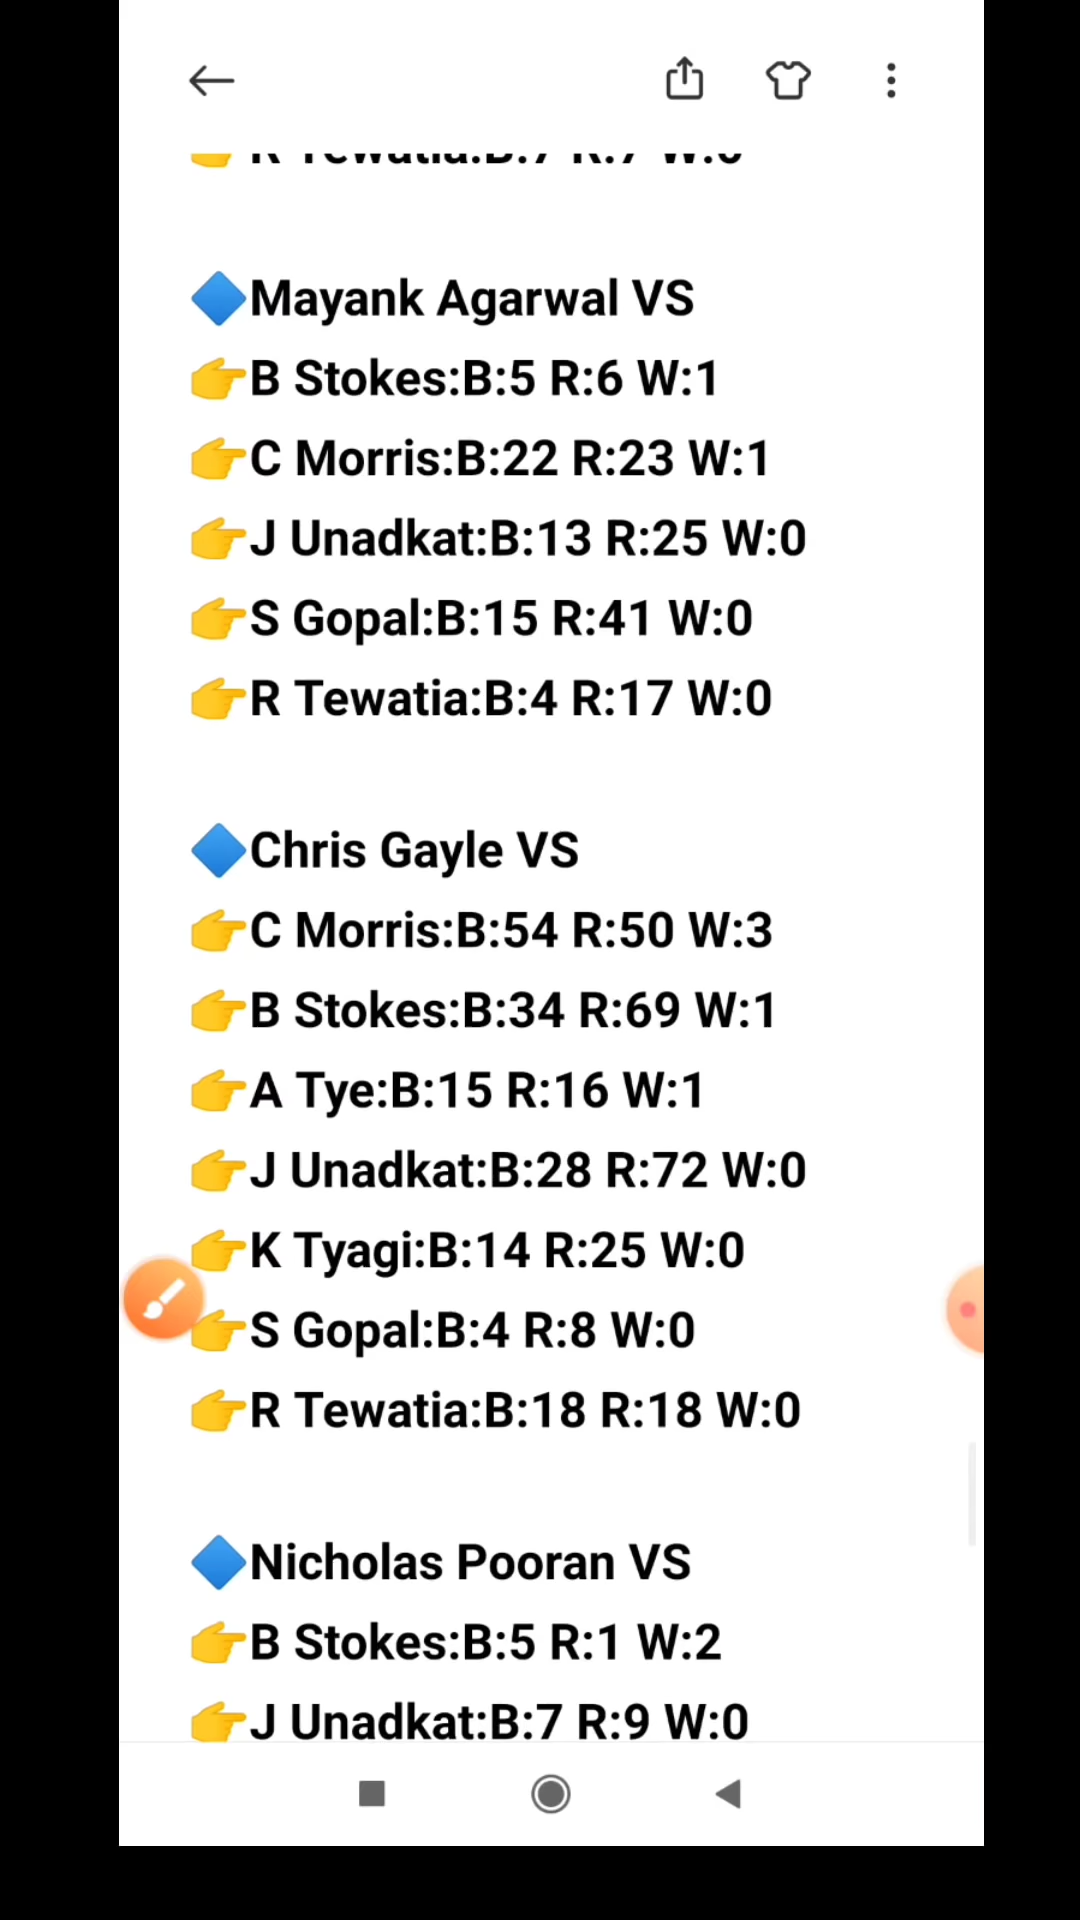 Mayank Agarwal VS
B Stokes:B:5 R:6 W:1
C Morris:B:22 R:23 W:1
J Unadkat:B:13 R:25 W:0
S Gopal:B:15 R:41 W:0
R Tewatia:B:4 R:17 W:0
Chris Gayle VS
C Morris:B:54 R:50 W:3
B Stokes:B:34 R:69 W:1
A Tye:B:15 R:16 W:1
J Unadkat:B:28 R:72 W:0
K Tyagi:B:14 R:25 W:0
S Gopal:B:4 R:8 W:0
R Tewatia:B:18 R:18 W:0
Nicholas Pooran VS
B Stokes:B:5 R:1 W:2
J Unadkat:B:7 R:9 W:0